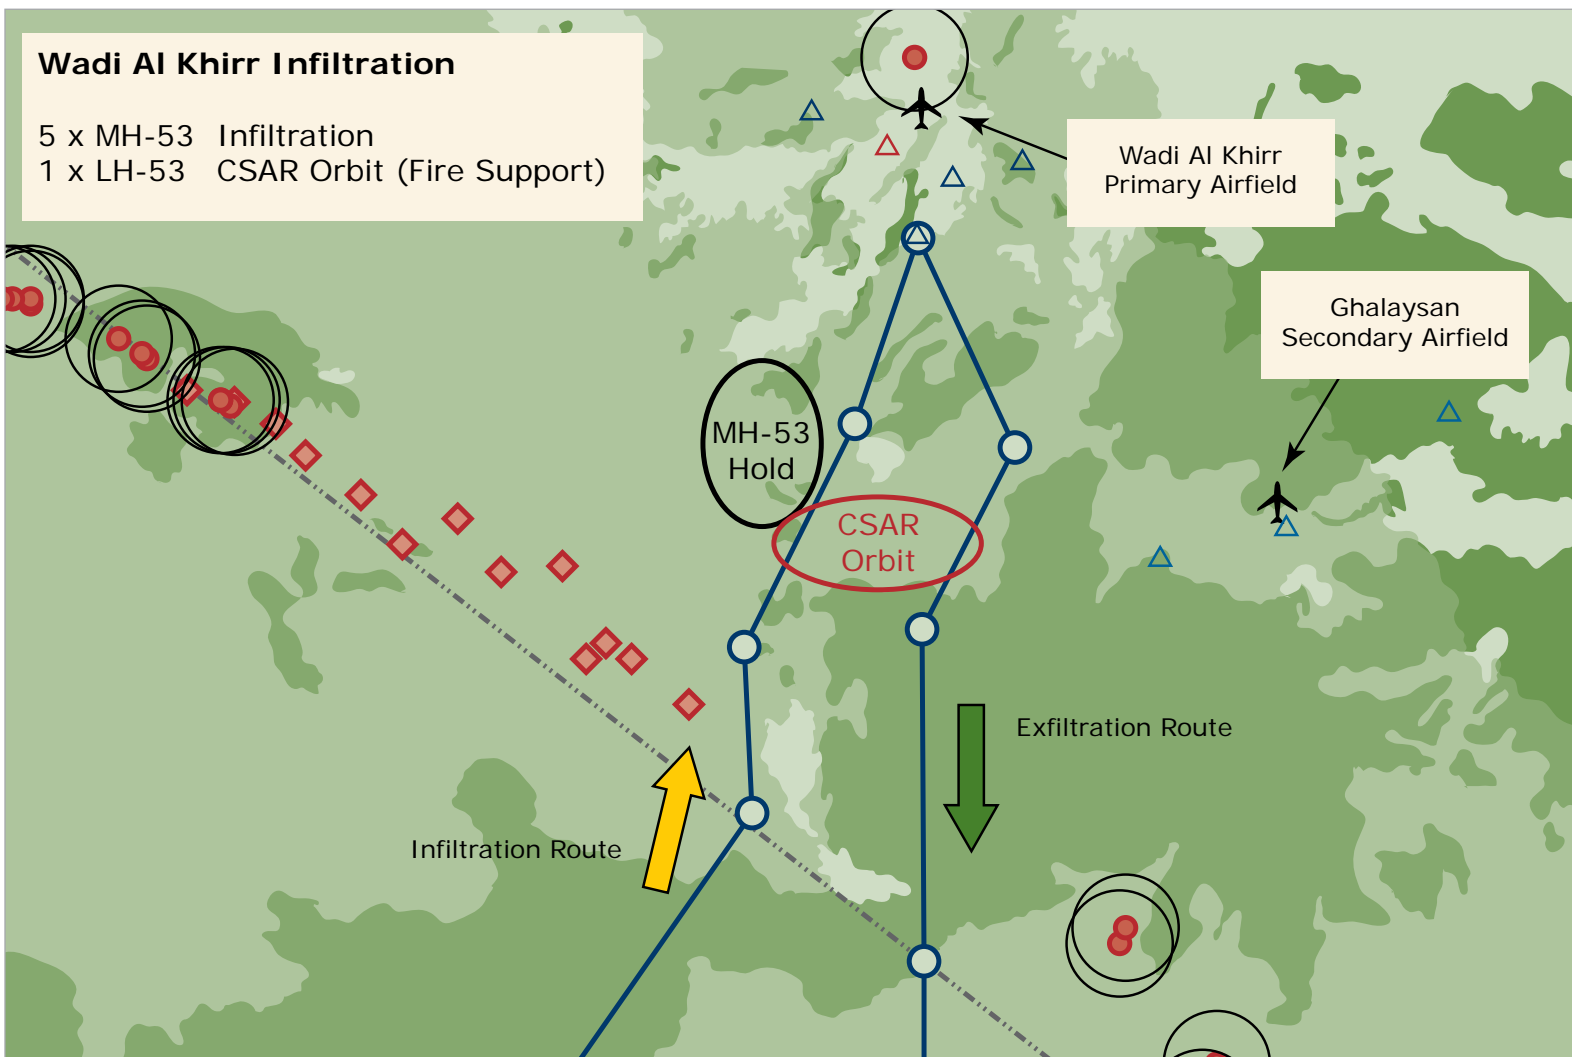 Wadi Al Khirr Infiltration
5 x MH-53 Infiltration
1 x LH-53 CSAR Orbit (Fire Support)
Wadi Al Khirr
Primary Airfield
Ghalaysan
Secondary Airfield
MH-53
Hold
CSAR
Orbit
Exfiltration Route
Infiltration Route